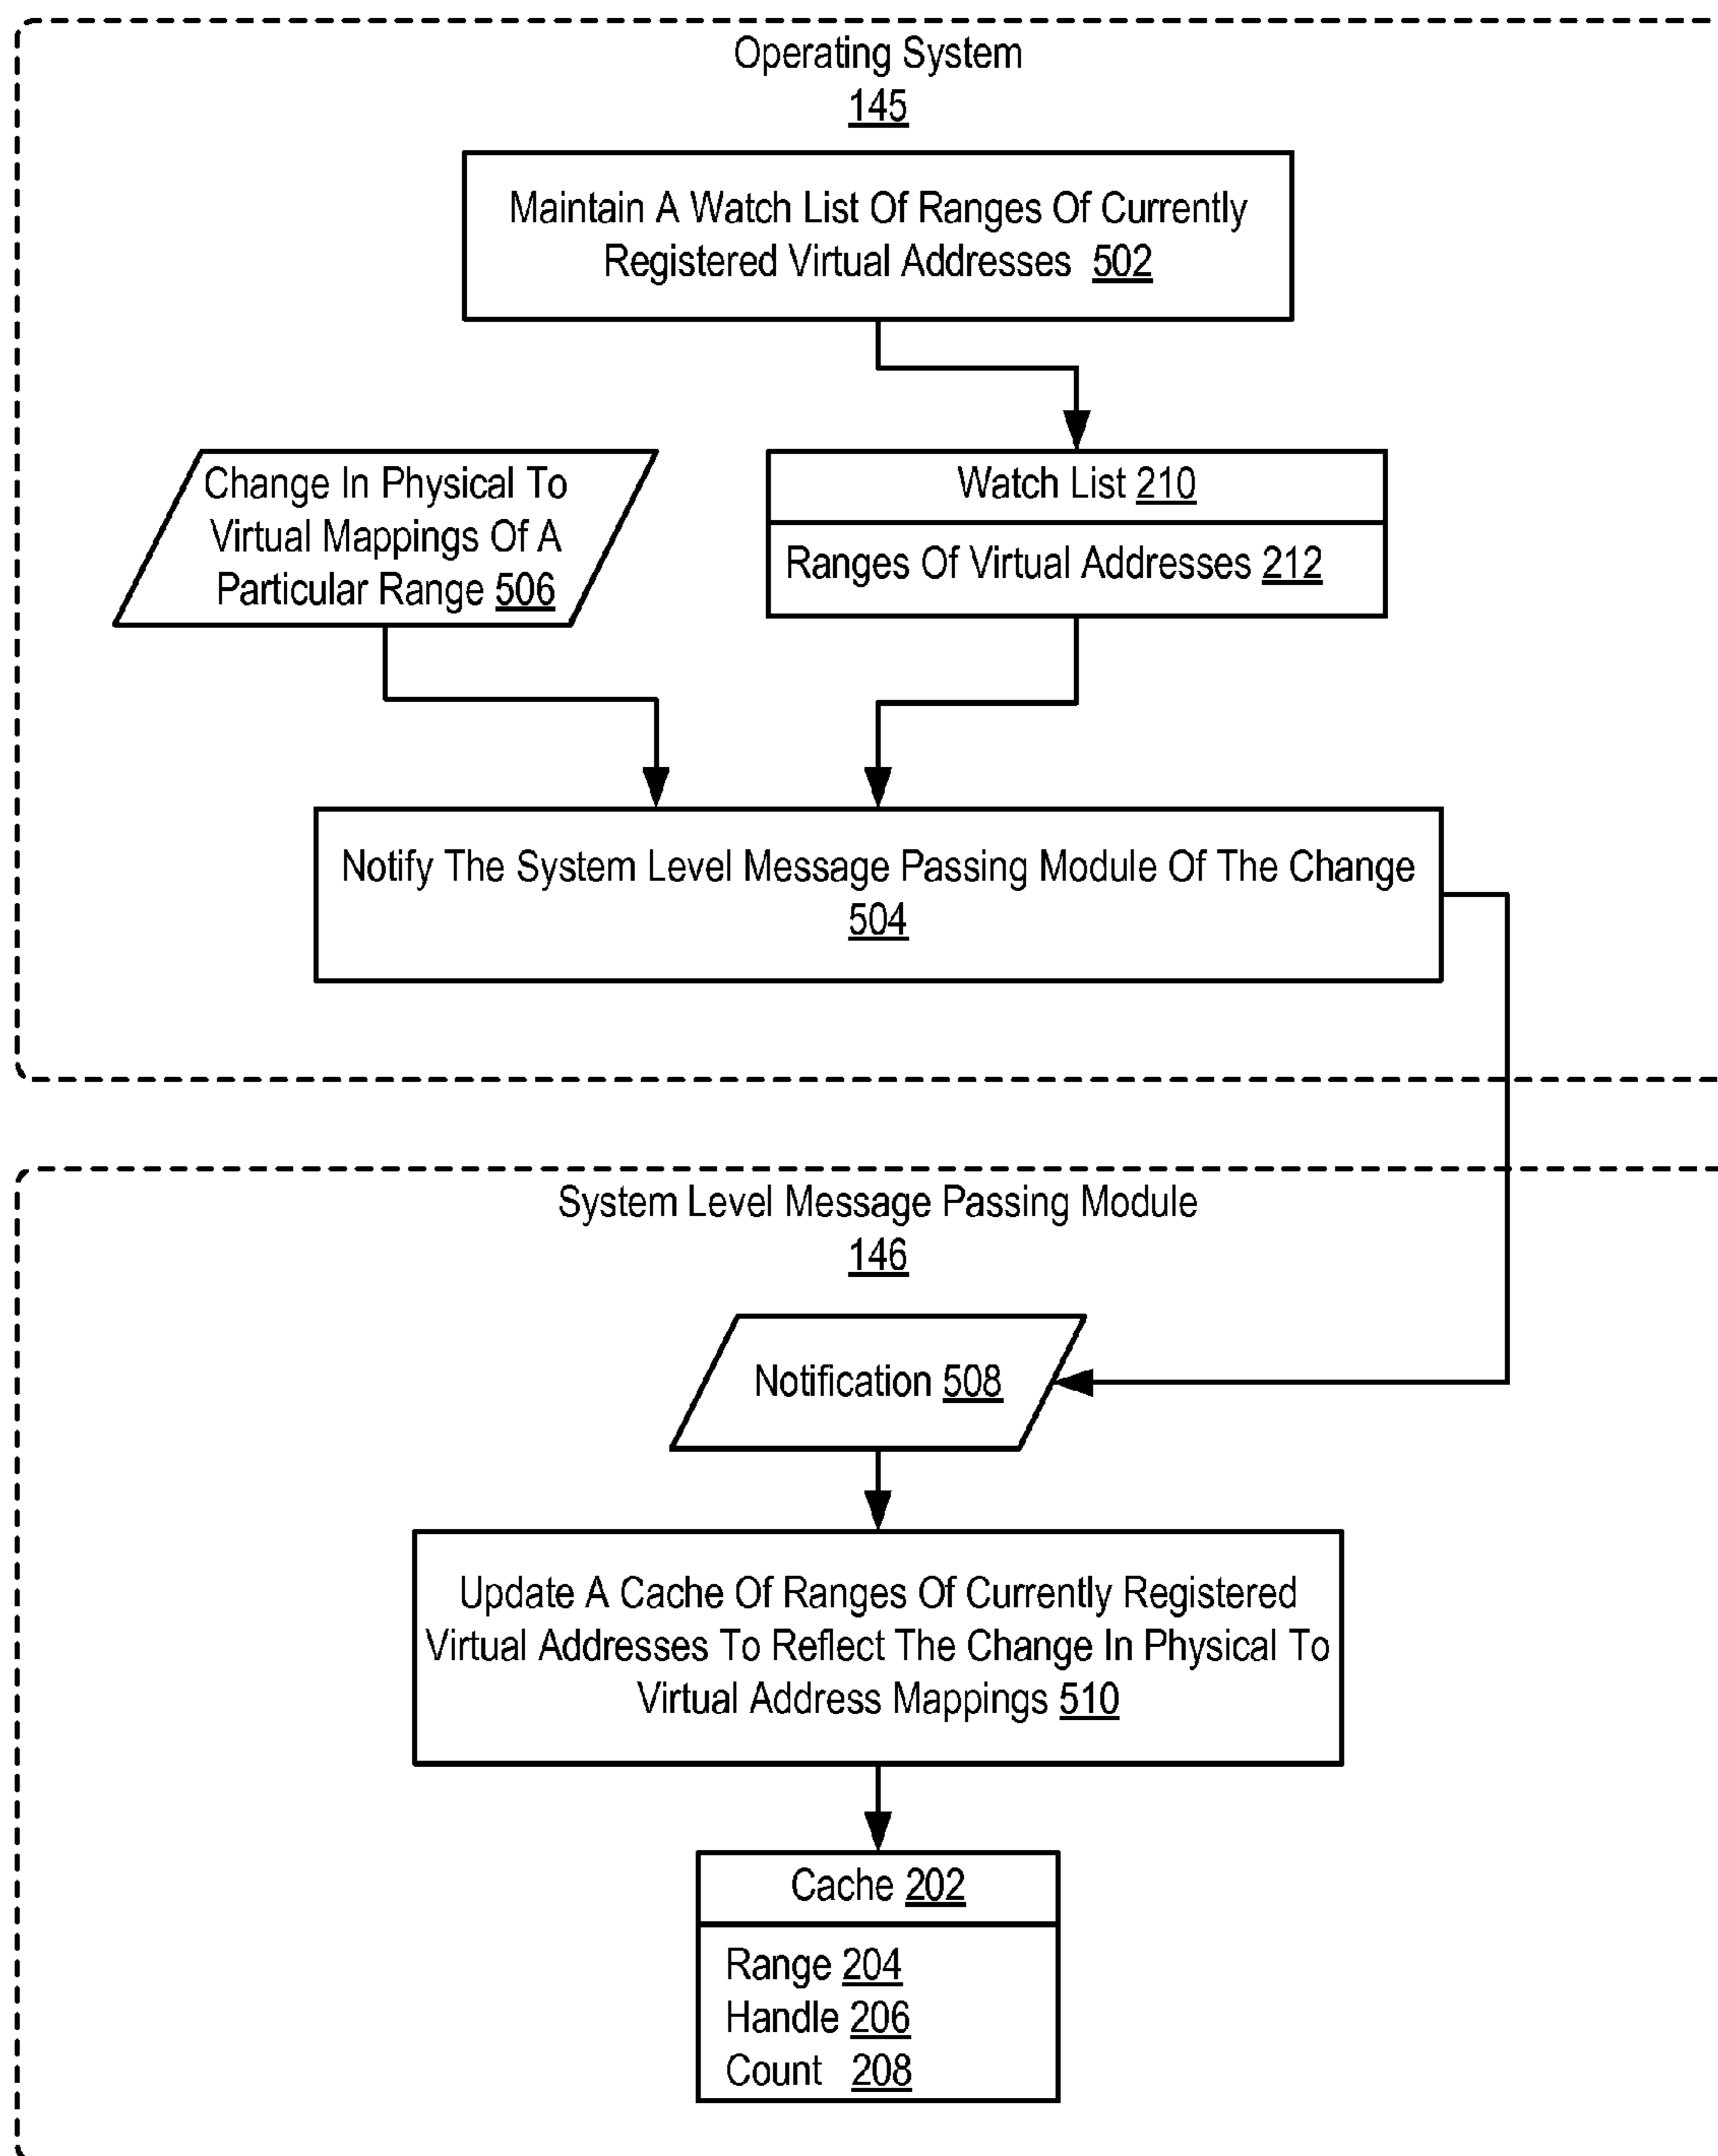 Operating System
145
Maintain A Watch List Of Ranges Of Currently
Registered Virtual Addresses 502
Change In Physical To
Virtual Mappings Of A
Particular Range 506
Watch List 210
Ranges Of Virtual Addresses 212
Notify The System Level Message Passing Module Of The Change
504
System Level Message Passing Module
146
Notification 508
Update A Cache Of Ranges Of Currently Registered
Virtual Addresses To Reflect The Change In Physical To
Virtual Address Mappings 510
Cache 202
Range 204
Handle 206
Count 208